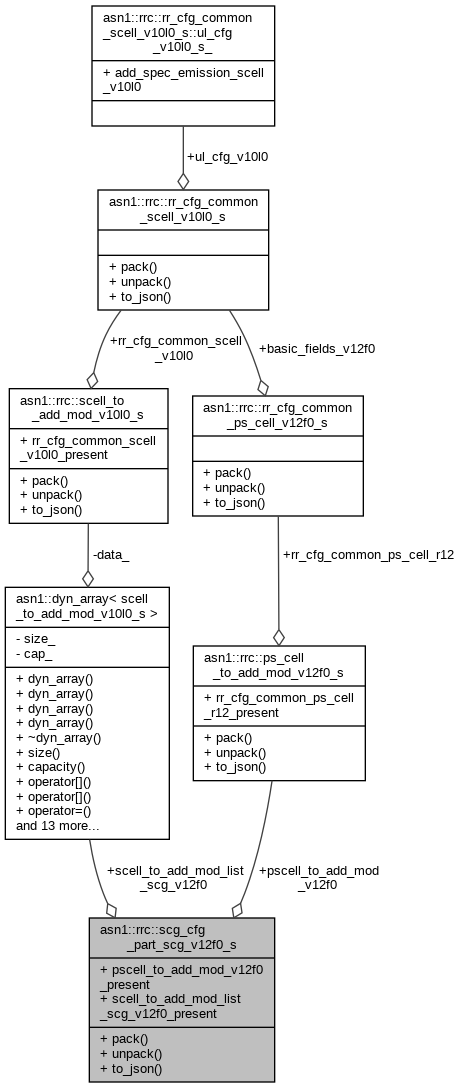 asn1::rrc::rr_cfg_common
_scell_v10l0_s::ul_cfg
_v10l0_s_
+ add_spec_emission_scell
_v10l0
+ul_cfg_v10l0
asn1::rrc::rr_cfg_common
_scell_v10l0_s
+ pack()
+ unpack()
+ to_json()
+rr_cfg_common_scell
_v10l0
+basic_fields_v12f0
asn1::rrc::scell_to
_add_mod_v10l0_s
+ rr_cfg_common_scell
_v10l0_present
+ pack()
+ unpack()
+ to_json()
asn1::rrc::rr_cfg_common
_ps_cell_v12f0_s
+ pack()
+ unpack()
+ to_json()
-data_
+rr_cfg_common_ps_cell_r12
asn1::dyn_array< scell
_to_add_mod_v10l0_s >
- size_
- cap_
+ dyn_array()
+ dyn_array()
+ dyn_array()
+ dyn_array()
+ ~dyn_array()
+ size()
+ capacity()
+ operator[]()
+ operator[]()
+ operator=()
and 13 more...
asn1::rrc::ps_cell
_to_add_mod_v12f0_s
+ rr_cfg_common_ps_cell
_r12_present
+ pack()
+ unpack()
+ to_json()
+scell_to_add_mod_list
_scg_v12f0
+pscell_to_add_mod
_v12f0
asn1::rrc::scg_cfg
_part_scg_v12f0_s
+ pscell_to_add_mod_v12f0
_present
+ scell_to_add_mod_list
_scg_v12f0_present
+ pack()
+ unpack()
+ to_json()